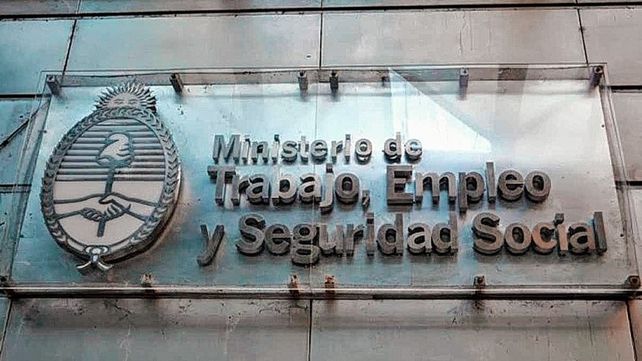 Ministerio de
Trabajo, Empleo
y Seguridad Social